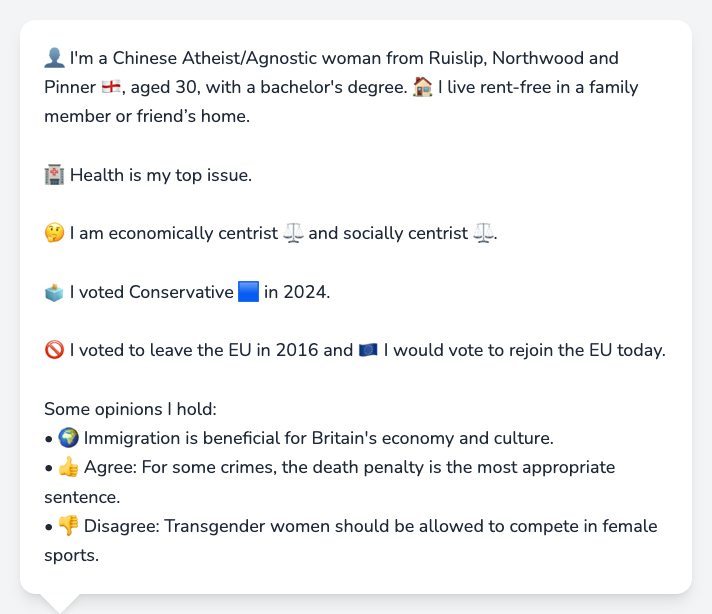 👤 I'm a Chinese Atheist/Agnostic woman from Ruislip, Northwood and
Pinner 🏴󠁧󠁢󠁥󠁮󠁧󠁿, aged 30, with a bachelor's degree. 🏠 I live rent-free in a family
member or friend’s home.
🏥 Health is my top issue.
🤔 I am economically centrist ⚖️ and socially centrist ⚖️.
🗳️ I voted Conservative 🟦 in 2024.
🚫 I voted to leave the EU in 2016 and 🇪🇺 I would vote to rejoin the EU today.
Some opinions I hold:
• 🌍 Immigration is beneficial for Britain's economy and culture.
• 👍 Agree: For some crimes, the death penalty is the most appropriate
sentence.
• 👎 Disagree: Transgender women should be allowed to compete in female
sports.